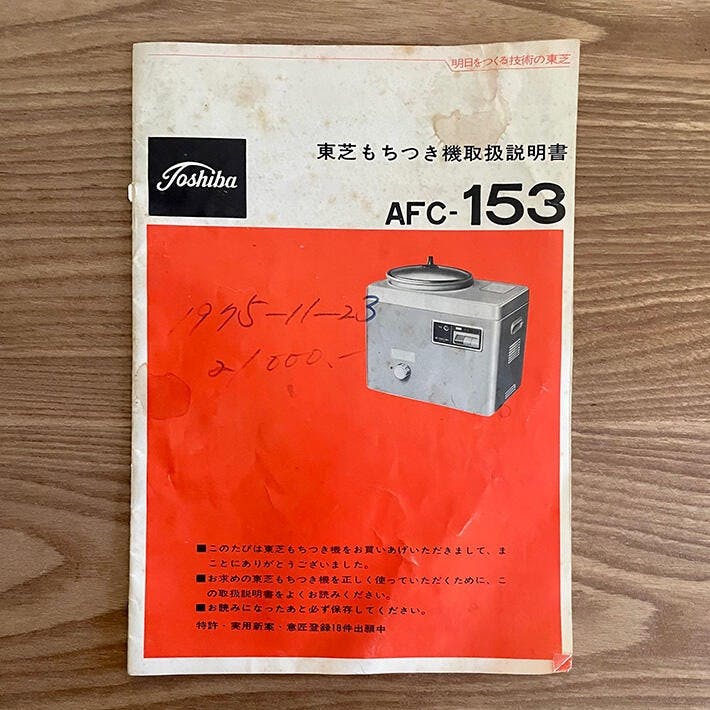 明日をつくる技術の東芝
Toshiba
東芝もちつき機取扱説明書
AFC-153
1975-11-23
21000.-
■このたびは東芝もちつき機をお買いあげいただきまして、ま
ことにありがとうございました。
■お求めの東芝もちつき機を正しく使っていただくために、こ
の取扱説明書をよくお読みください。
■お読みになったあと必ず保存してください。
特許・実用新案、意匠登録18件出願中